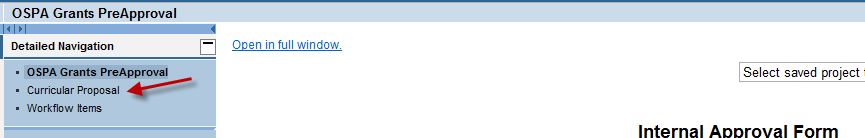 OSPA Grants PreApproval
Detailed Navigation
Open in full window.
OSPA Grants PreApproval
Select saved project t
Curricular Proposal
Workflow Items
Internal Approval Form